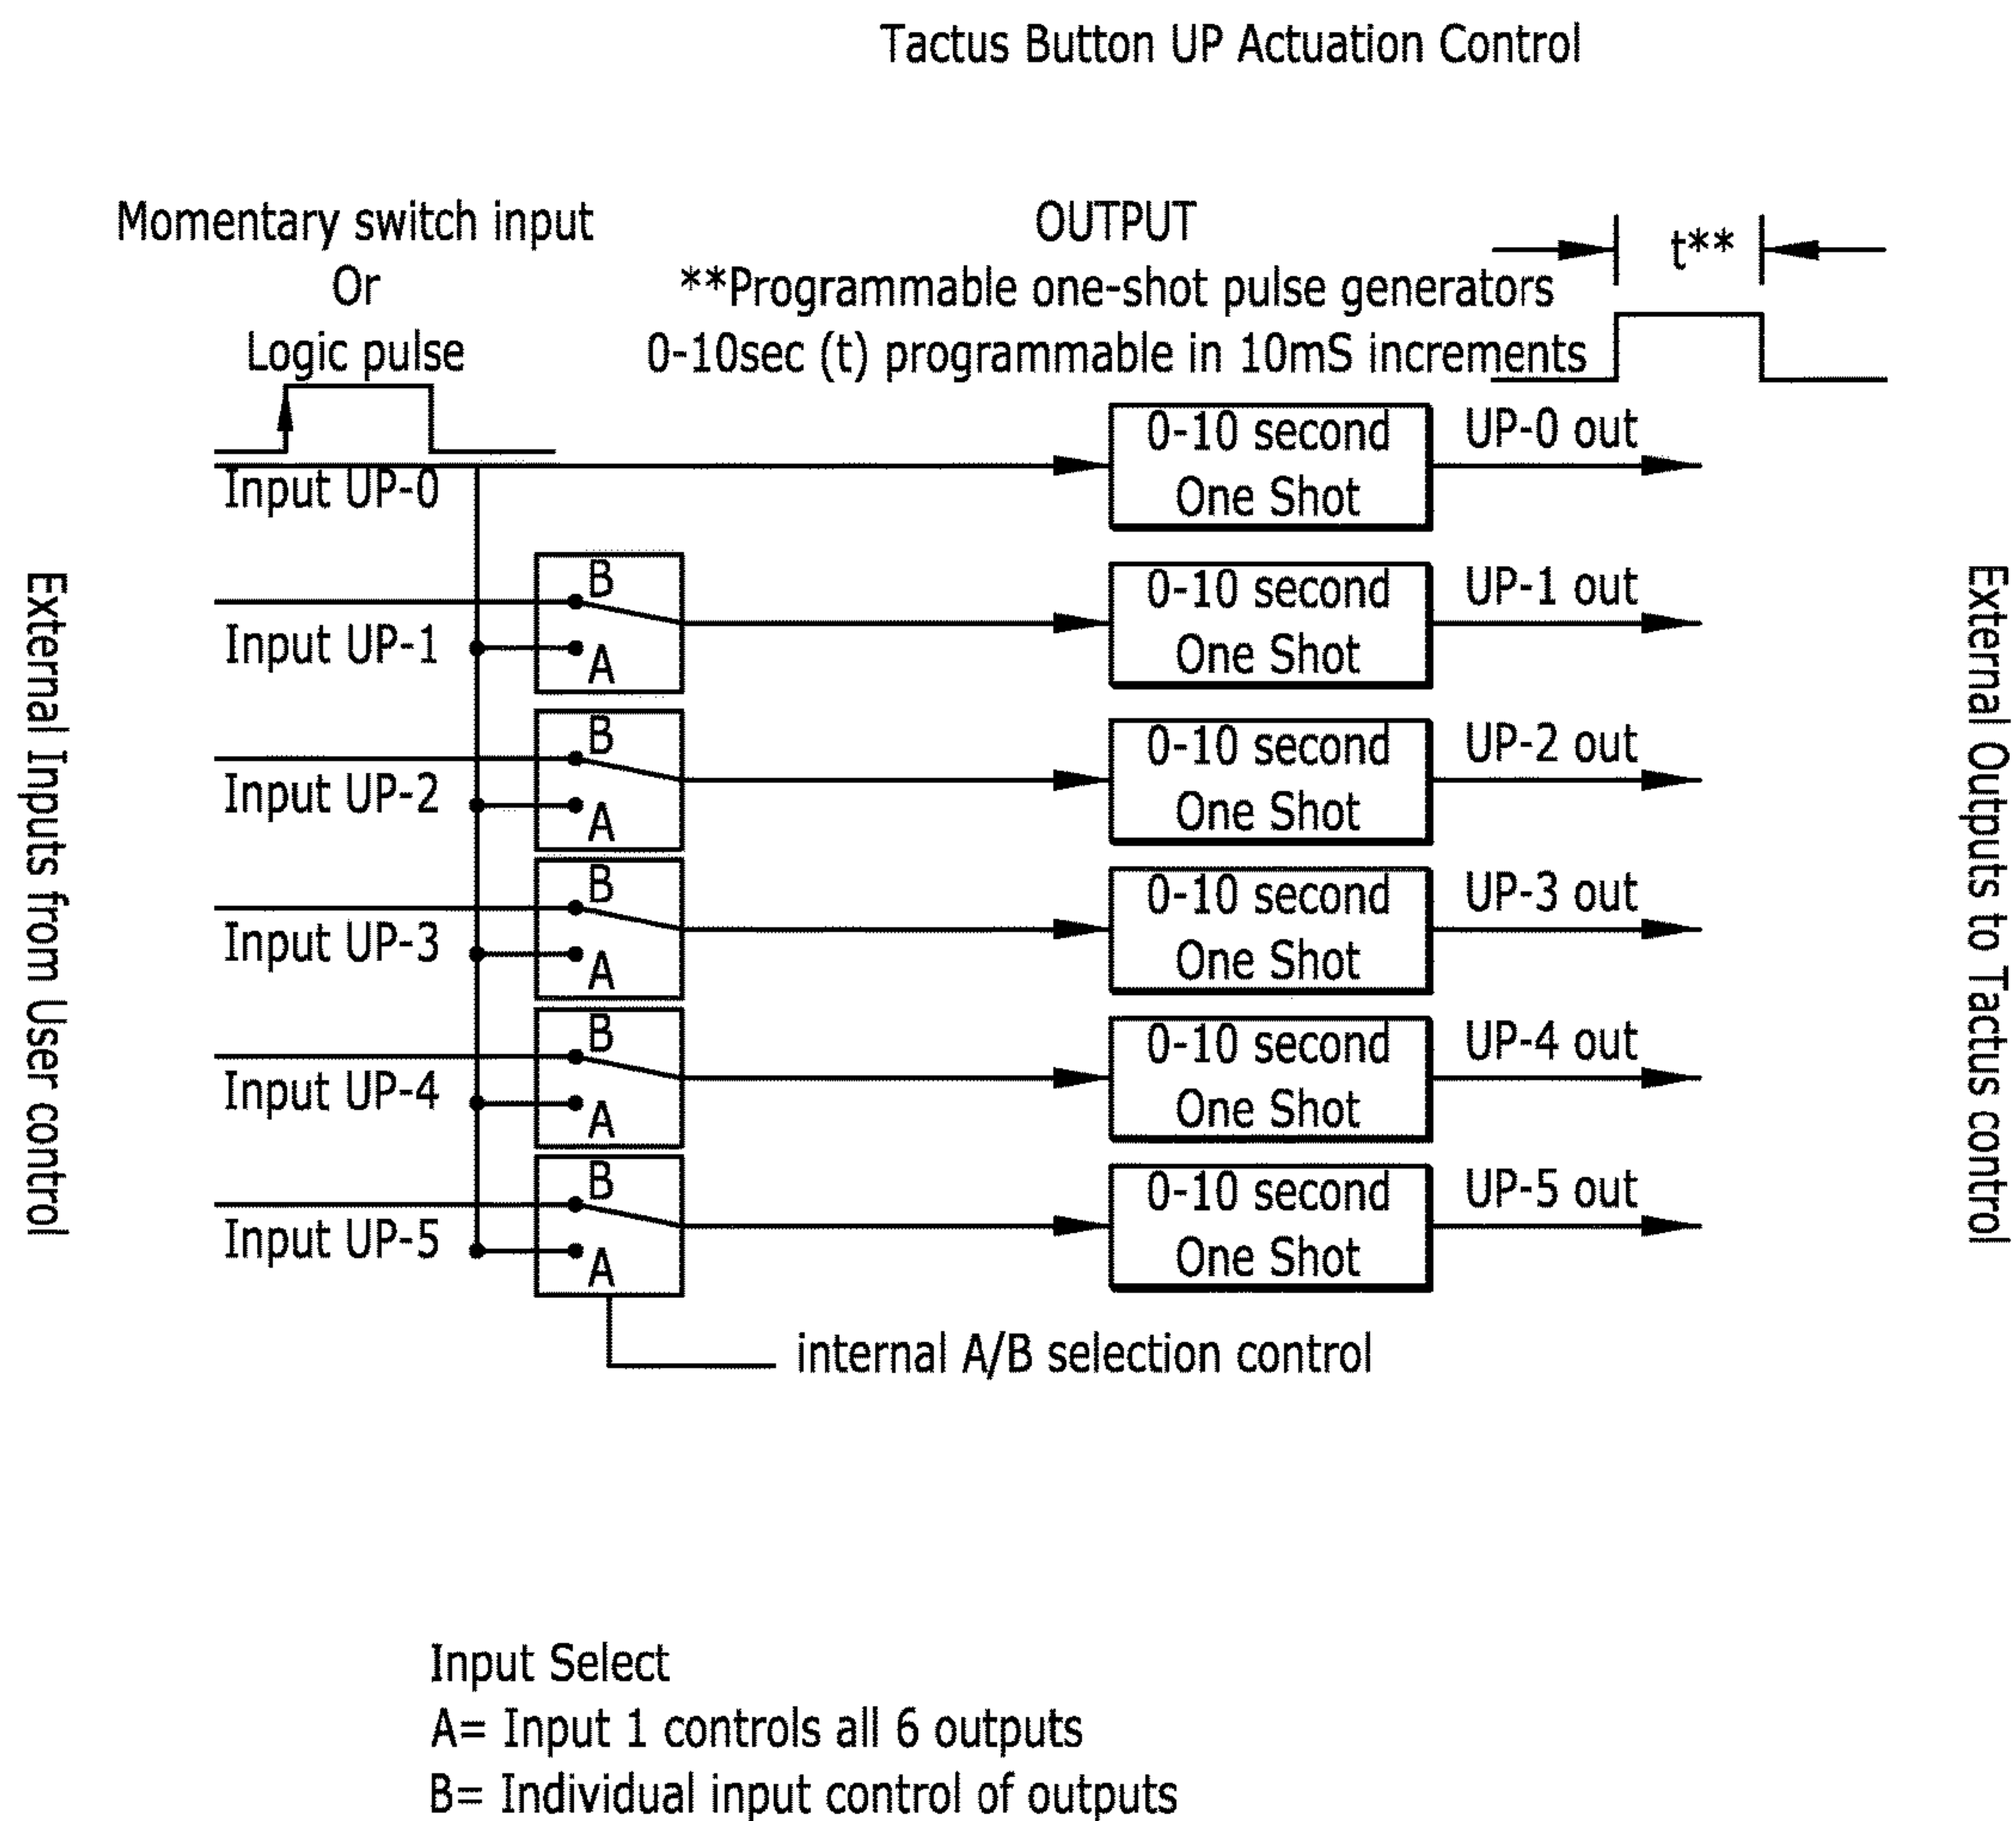 Tactus Button UP Actuation Control
Momentary switch input
Or
Logic pulse
OUTPUT
**Programmable one-shot pulse generators
0-10sec (t) programmable in 10mS increments
t**
Input UP-0
0-10 second
One Shot
UP-0 out
B
A
Input UP-1
0-10 second
One Shot
UP-1 out
B
A
Input UP-2
0-10 second
One Shot
UP-2 out
B
A
Input UP-3
0-10 second
One Shot
UP-3 out
B
A
Input UP-4
0-10 second
One Shot
UP-4 out
B
A
Input UP-5
0-10 second
One Shot
UP-5 out
External Inputs from User control
External Outputs to Tactus control
internal A/B selection control
Input Select
A= Input 1 controls all 6 outputs
B= Individual input control of outputs